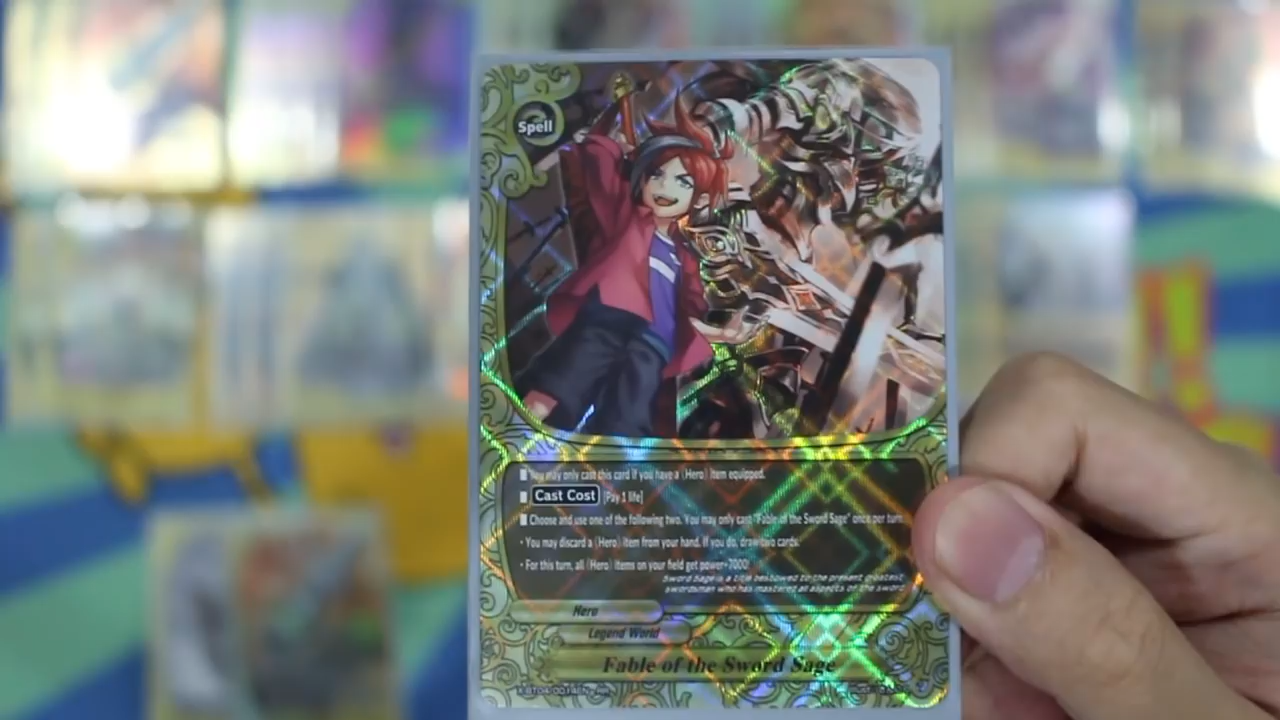 Spell
You may only cast this card if you have a 《Hero》 item equipped.
Cast Cost [Pay 1 life]
Choose and use one of the following two. You may only cast "Fable of the Sword Sage" once per turn.
・You may discard a 《Hero》 item from your hand. If you do, draw two cards.
・For this turn, all 《Hero》 items on your field get power+7000!
Sword Sage is a title bestowed to the present greatest
swordsman who has mastered all aspects of the sword.
Hero
Legend World
Fable of the Sword Sage